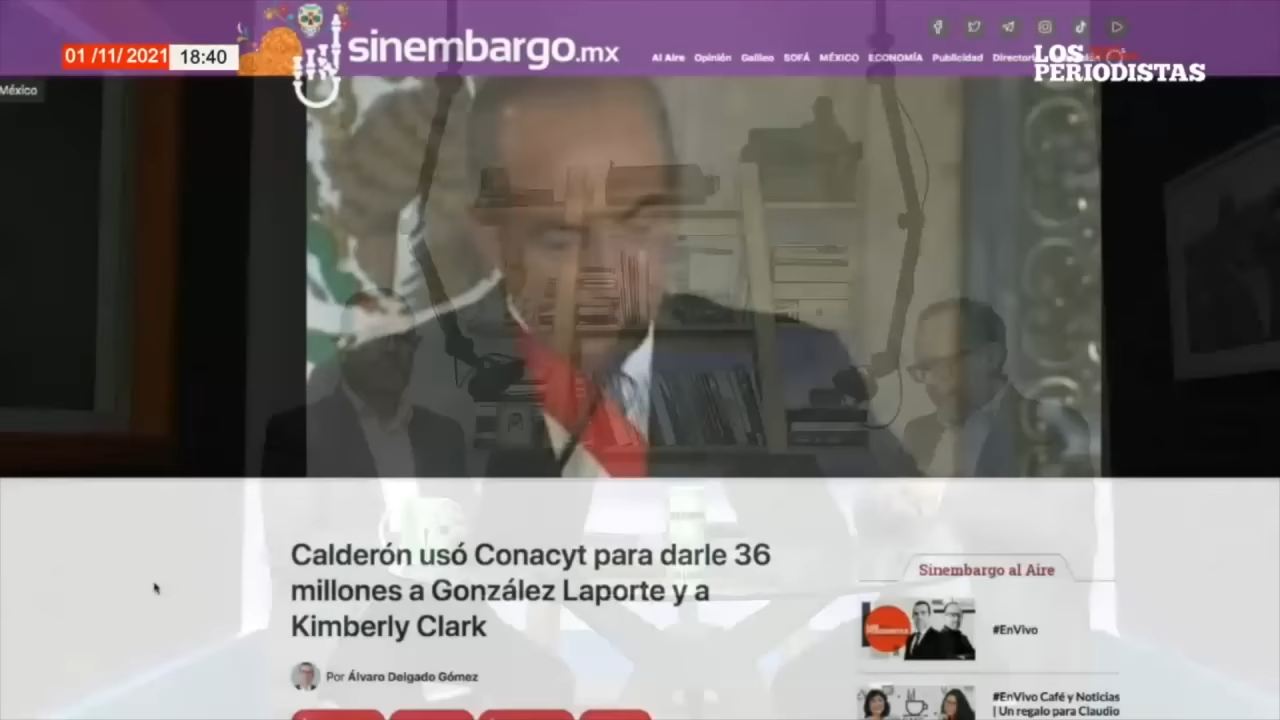 01 /11/ 2021 18:40
sinembargo.mx
Al Aire Opinión Galileo SOFÁ MÉXICO ECONOMÍA Publicidad
LOS
PERIODISTAS
México
Calderón usó Conacyt para darle 36
millones a González Laporte y a
Kimberly Clark
Por Álvaro Delgado Gómez
Sinembargo al Aire
#EnVivo
#EnVivo Café y Noticias
| Un regalo para Claudio